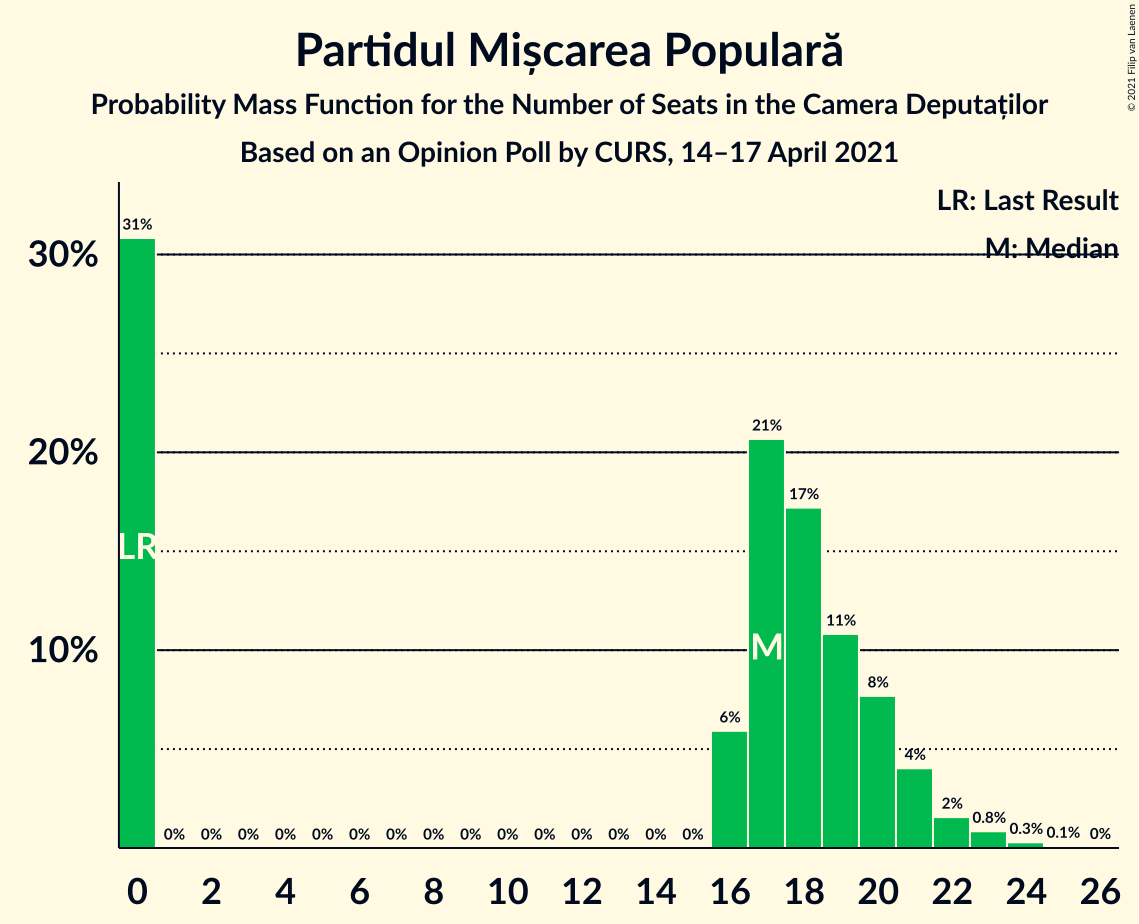 Partidul Mișcarea Populară
Probability Mass Function for the Number of Seats in the Camera Deputaților
Based on an Opinion Poll by CURS, 14–17 April 2021
© 2021 Filip van Laenen
LR: Last Result
M: Median
30%
20%
10%
31%
LR
0% 0% 0% 0% 0% 0% 0% 0% 0% 0% 0% 0% 0% 0% 0%
6%
21%
M
17%
11%
8%
4%
2%
0.8%
0.3%
0.1%
0%
0 2 4 6 8 10 12 14 16 18 20 22 24 26